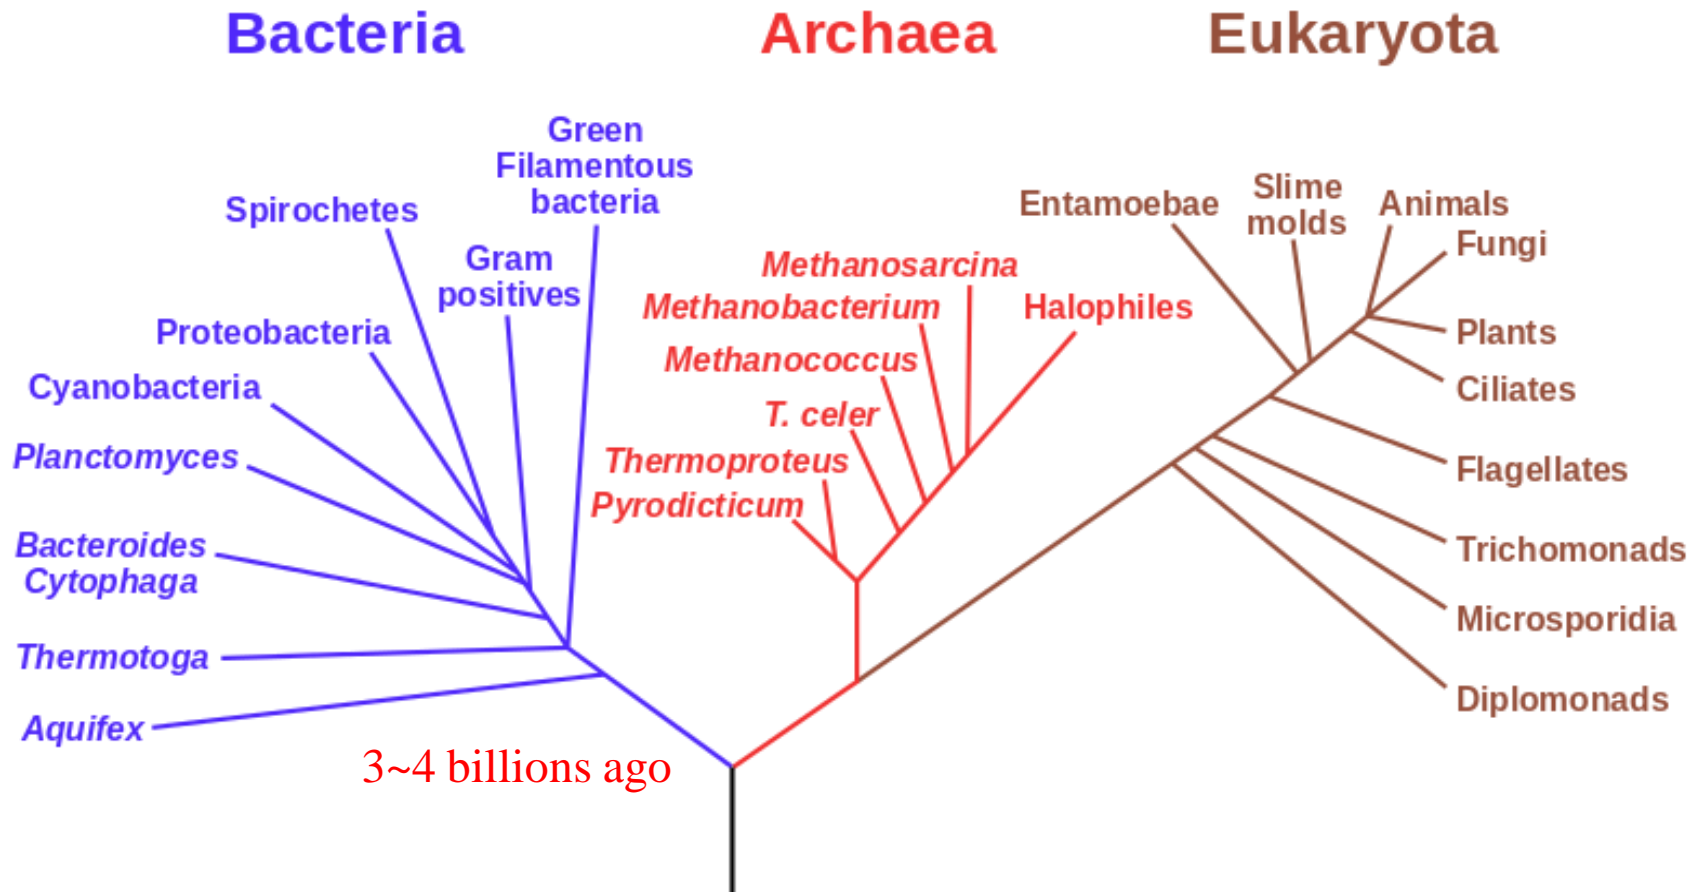 Bacteria
Archaea
Eukaryota
Green
Filamentous
bacteria
Spirochetes
Gram
positives
Proteobacteria
Cyanobacteria
Planctomyces
Bacteroides
Cytophaga
Thermotoga
Aquifex
Methanosarcina
Methanobacterium
Halophiles
Methanococcus
T. celer
Thermoproteus
Pyrodicticum
Entamoebae
Slime
molds
Animals
Fungi
Plants
Ciliates
Flagellates
Trichomonads
Microsporidia
Diplomonads
3~4 billions ago